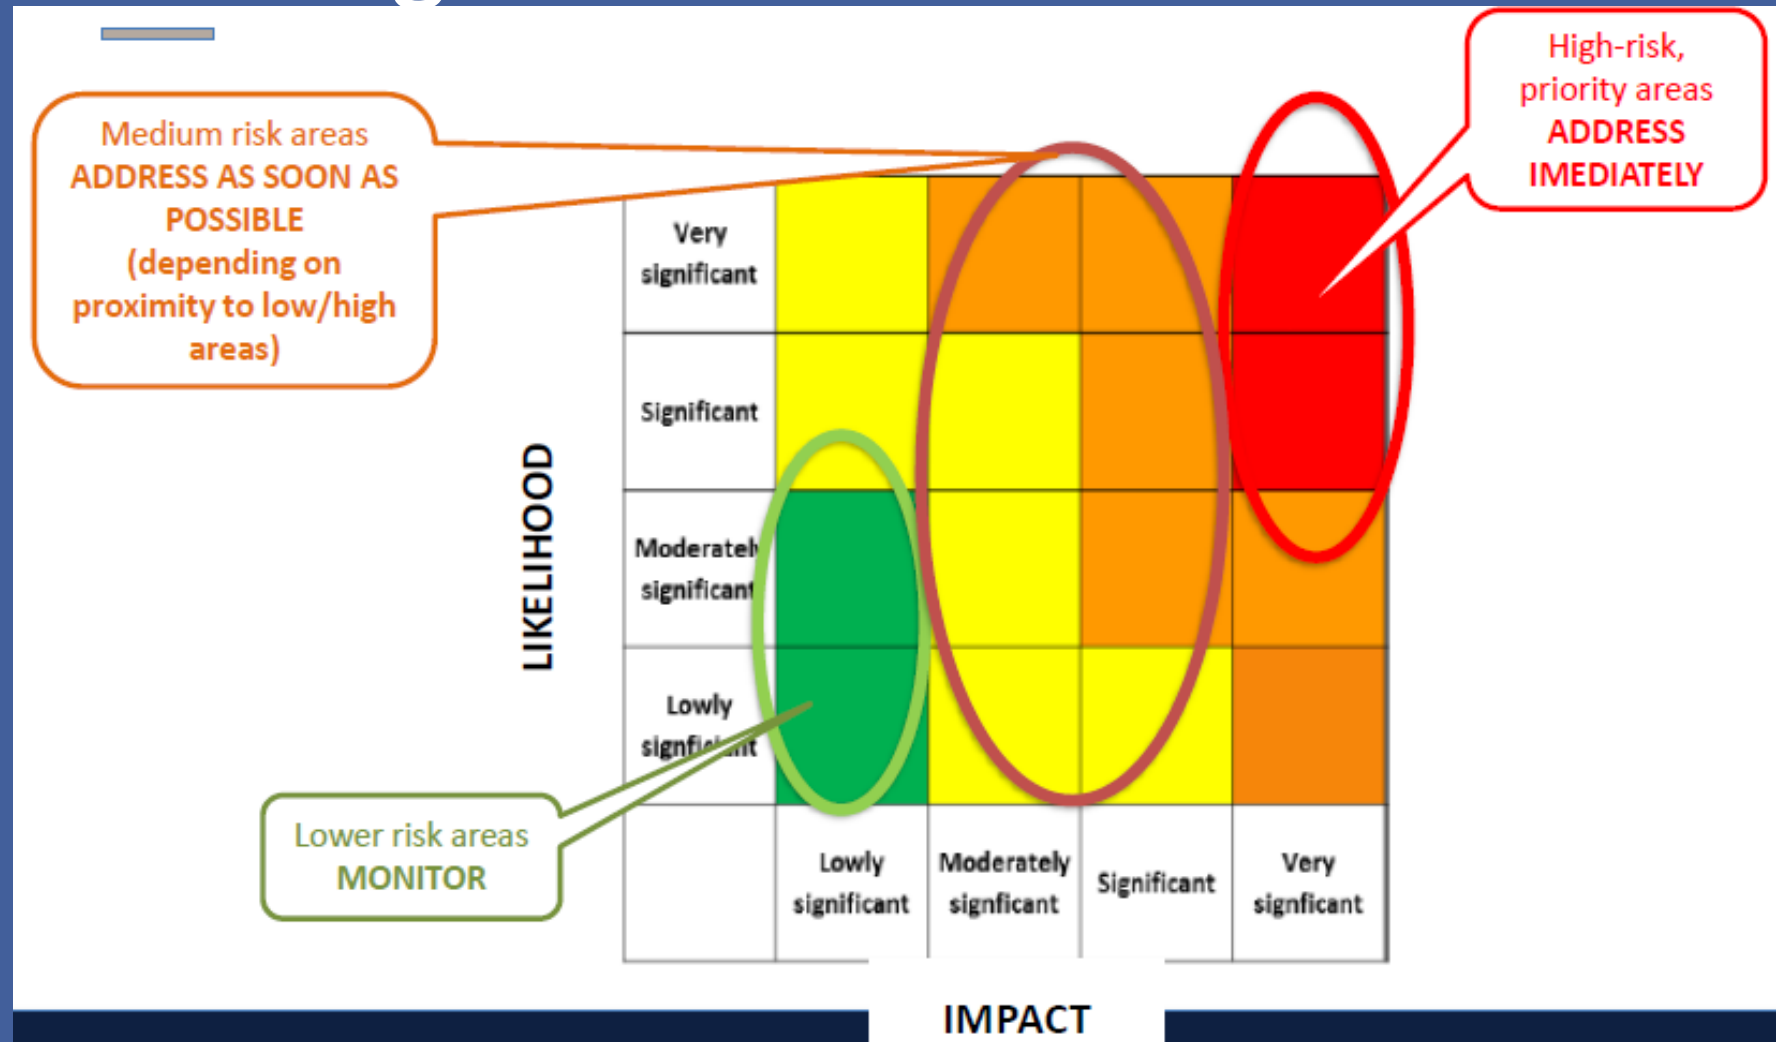 High-risk,
priority areas
ADDRESS
IMEDIATELY
Medium risk areas
ADDRESS AS SOON AS
POSSIBLE
(depending on
proximity to low/high
areas)
Very
significant
Significant
LIKELIHOOD
Moderately
significant
Lowly
signficiant
Lower risk areas
MONITOR
Lowly
significant
Moderately
signficant
Significant
Very
signficant
IMPACT